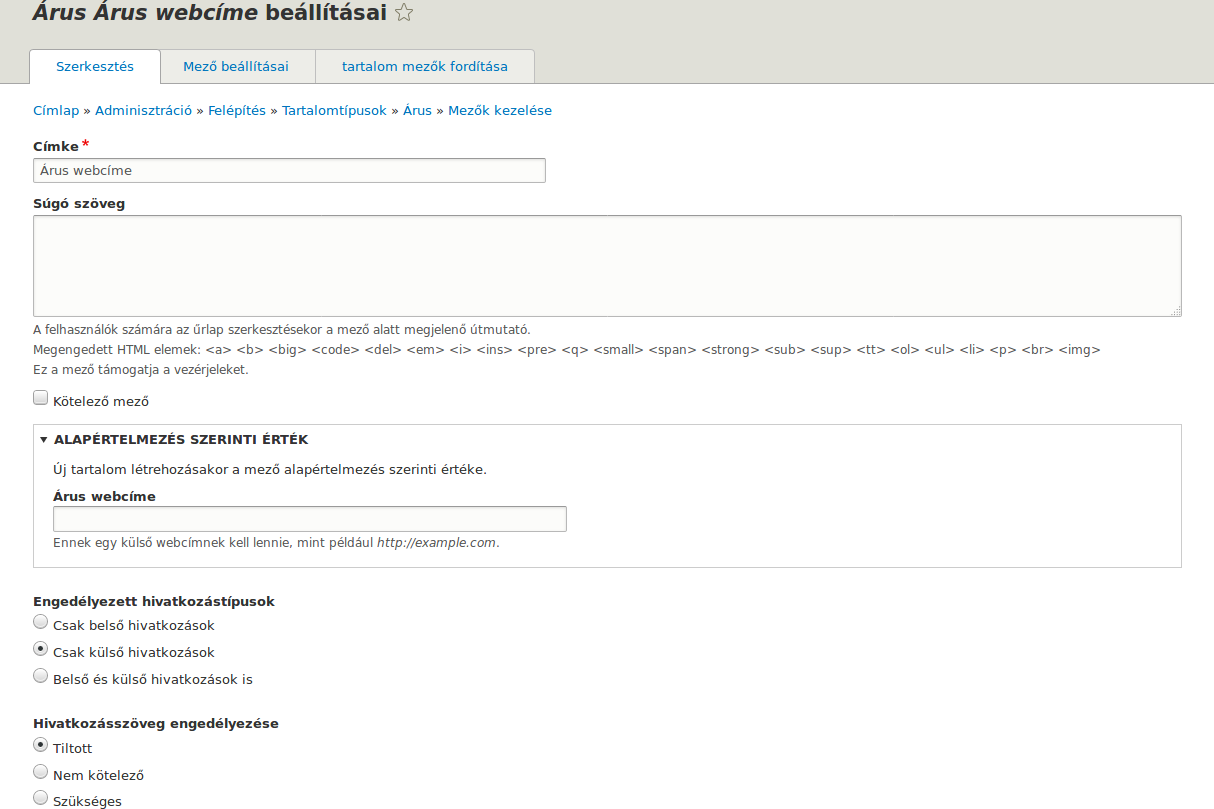 Árus Árus webcíme beállításai
Szerkesztés Mező beállításai tartalom mezők fordítása
Címlap » Adminisztráció » Felépítés » Tartalomtípusok » Árus » Mezők kezelése
Címke *
Árus webcíme
Súgó szöveg
A felhasználók számára az űrlap szerkesztésekor a mező alatt megjelenő útmutató.
Megengedett HTML elemek: <a> <b> <big> <code> <del> <em> <i> <ins> <pre> <q> <small> <span> <strong> <sub> <sup> <tt> <ol> <ul> <li> <p> <br> <img>
Ez a mező támogatja a vezérjeleket.
Kötelező mező
ALAPÉRTELMEZÉS SZERINTI ÉRTÉK
Új tartalom létrehozásakor a mező alapértelmezés szerinti értéke.
Árus webcíme
Ennek egy külső webcímnek kell lennie, mint például http://example.com.
Engedélyezett hivatkozástípusok
Csak belső hivatkozások
Csak külső hivatkozások
Belső és külső hivatkozások is
Hivatkozásszöveg engedélyezése
Tiltott
Nem kötelező
Szükséges